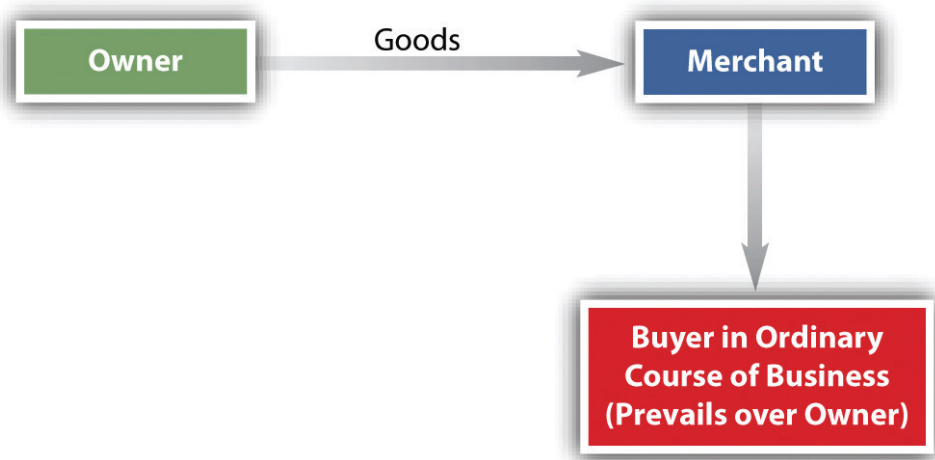 Owner
Goods
Merchant
Buyer in Ordinary
Course of Business
(Prevails over Owner)